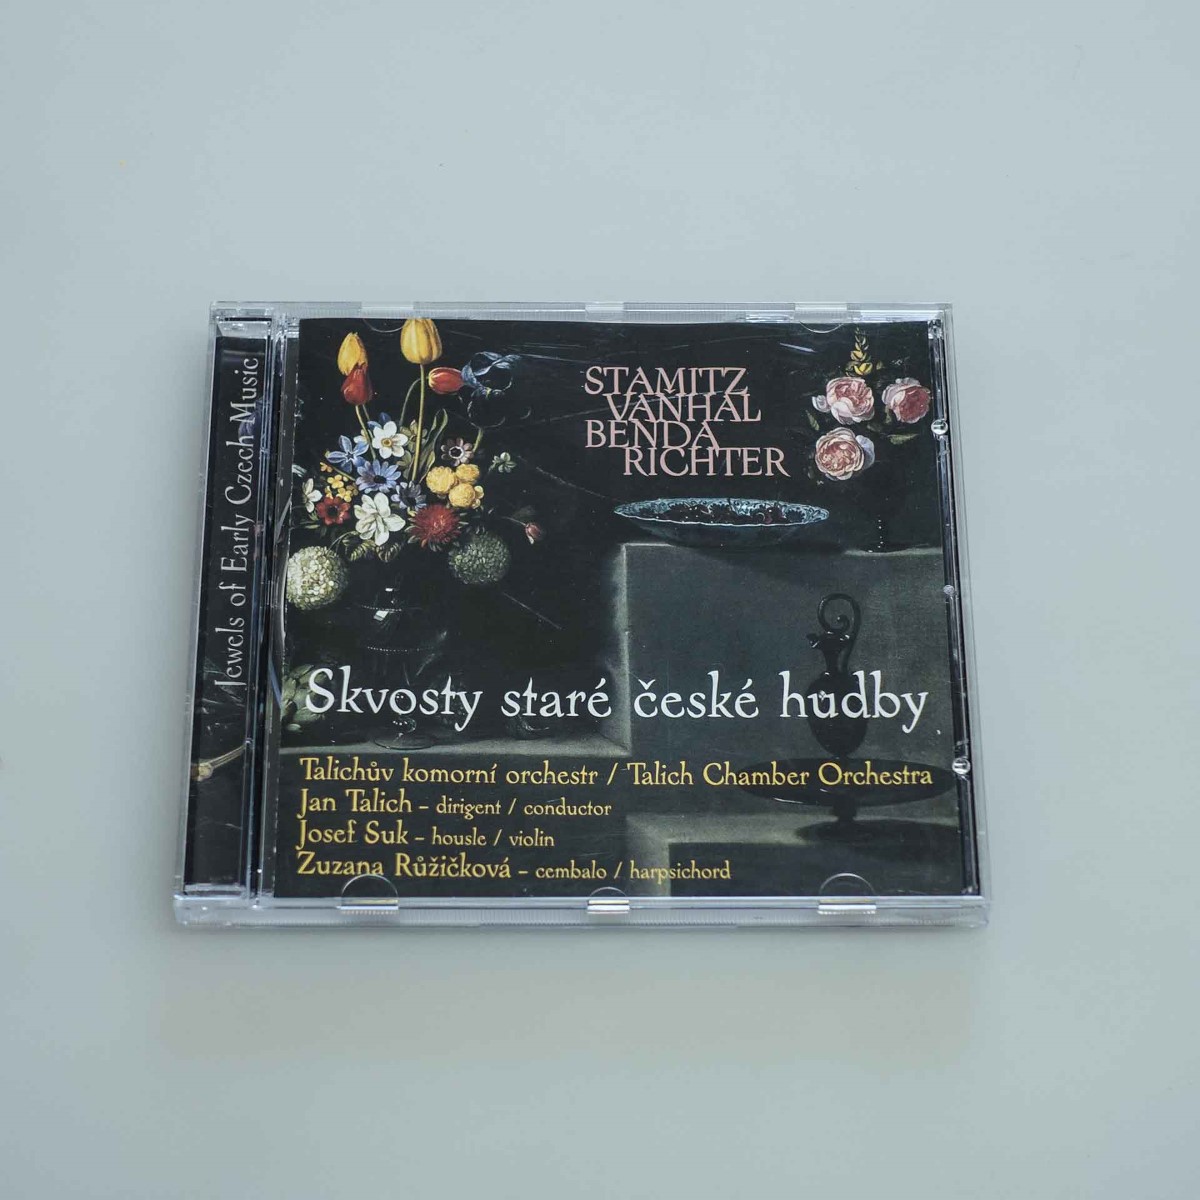 Jewels of Early Czech Music
STAMITZ
VAŇHAL
BENDA
RICHTER
Skvosty staré české hudby
Talichův komorní orchestr / Talich Chamber Orchestra
Jan Talich – dirigent / conductor
Josef Suk – housle / violin
Zuzana Růžičková – cembalo / harpsichord